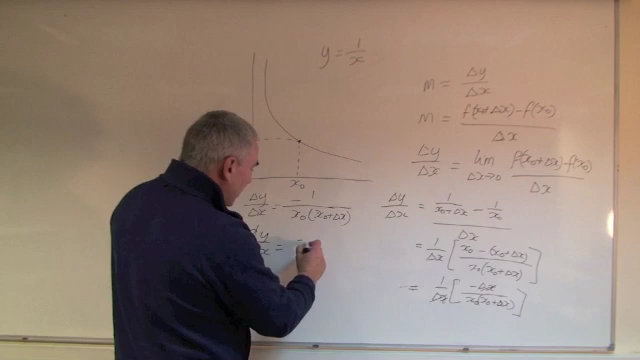 y = 1/x
x₀
m = Δy/Δx
m = f(x₀+Δx) – f(x₀)/Δx
Δy/Δx = lim Δx→0 f(x₀+Δx) – f(x₀)/Δx
Δy/Δx = –1/x₀(x₀+Δx)
dy/x = –
Δy/Δx = 1/x₀+Δx – 1/x₀/Δx
= 1/Δx [x₀ – (x₀+Δx)/x₀(x₀+Δx)]
= 1/Δx [–Δx/x₀(x₀+Δx)]